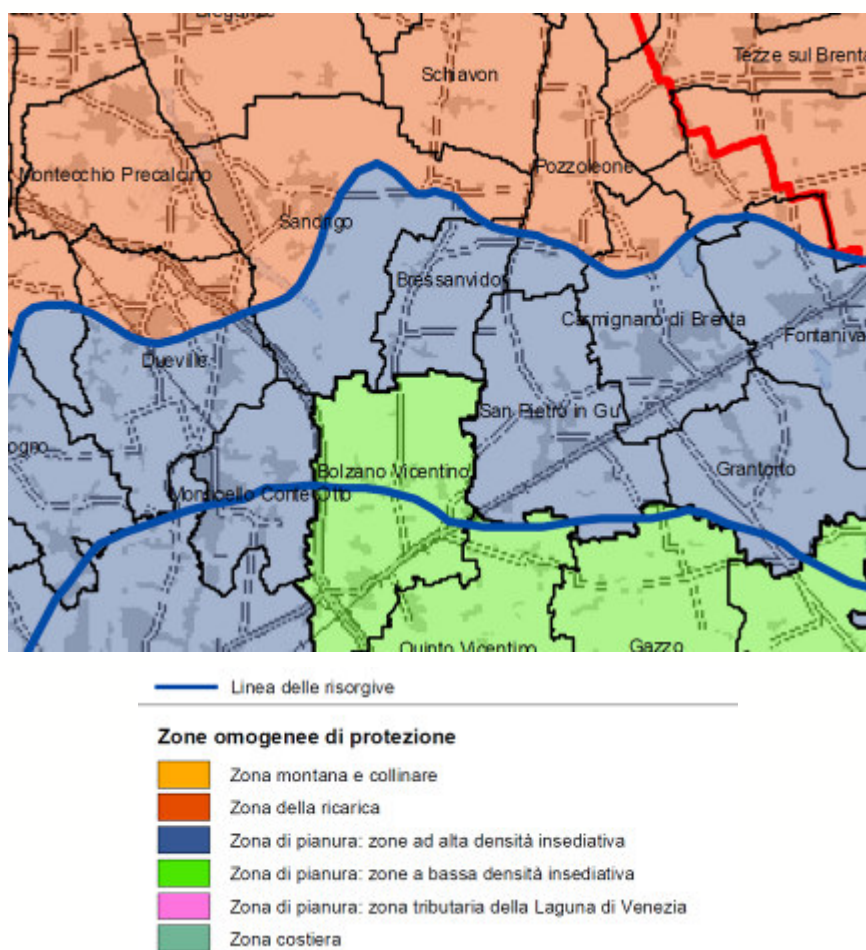 Schiavon
Tezze sul Brenta
Pozzoleone
Montecchio Precalcino
Sandrigo
Bressanvido
Carmignano di Brenta
Fontaniva
Dueville
San Pietro in Gu'
Bolzano Vicentino
Grantorto
Monticello Conte Otto
Quinto Vicentino
Gazzo
Linea delle risorgive
Zone omogenee di protezione
Zona montana e collinare
Zona della ricarica
Zona di pianura: zone ad alta densità insediativa
Zona di pianura: zone a bassa densità insediativa
Zona di pianura: zona tributaria della Laguna di Venezia
Zona costiera